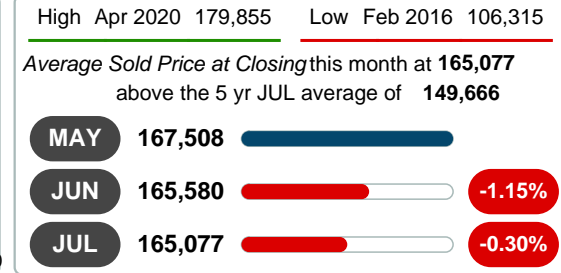 High Apr 2020 179,855 Low Feb 2016 106,315
Average Sold Price at Closing this month at 165,077
above the 5 yr JUL average of 149,666
MAY 167,508
JUN 165,580 -1.15%
JUL 165,077 -0.30%